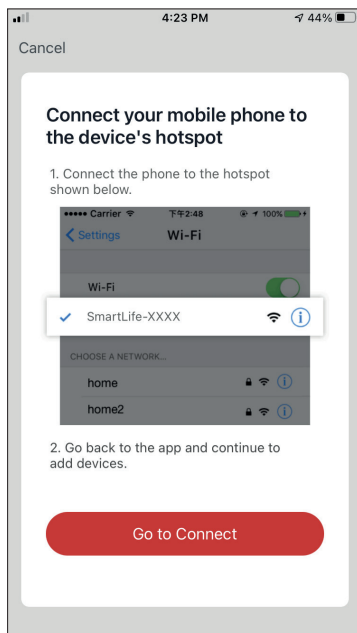 4:23 PM 44%
Cancel
Connect your mobile phone to
the device's hotspot
1. Connect the phone to the hotspot
shown below.
Carrier 下午2:48 100%
Settings Wi-Fi
Wi-Fi
SmartLife-XXXX
CHOOSE A NETWORK...
home
home2
2. Go back to the app and continue to
add devices.
Go to Connect